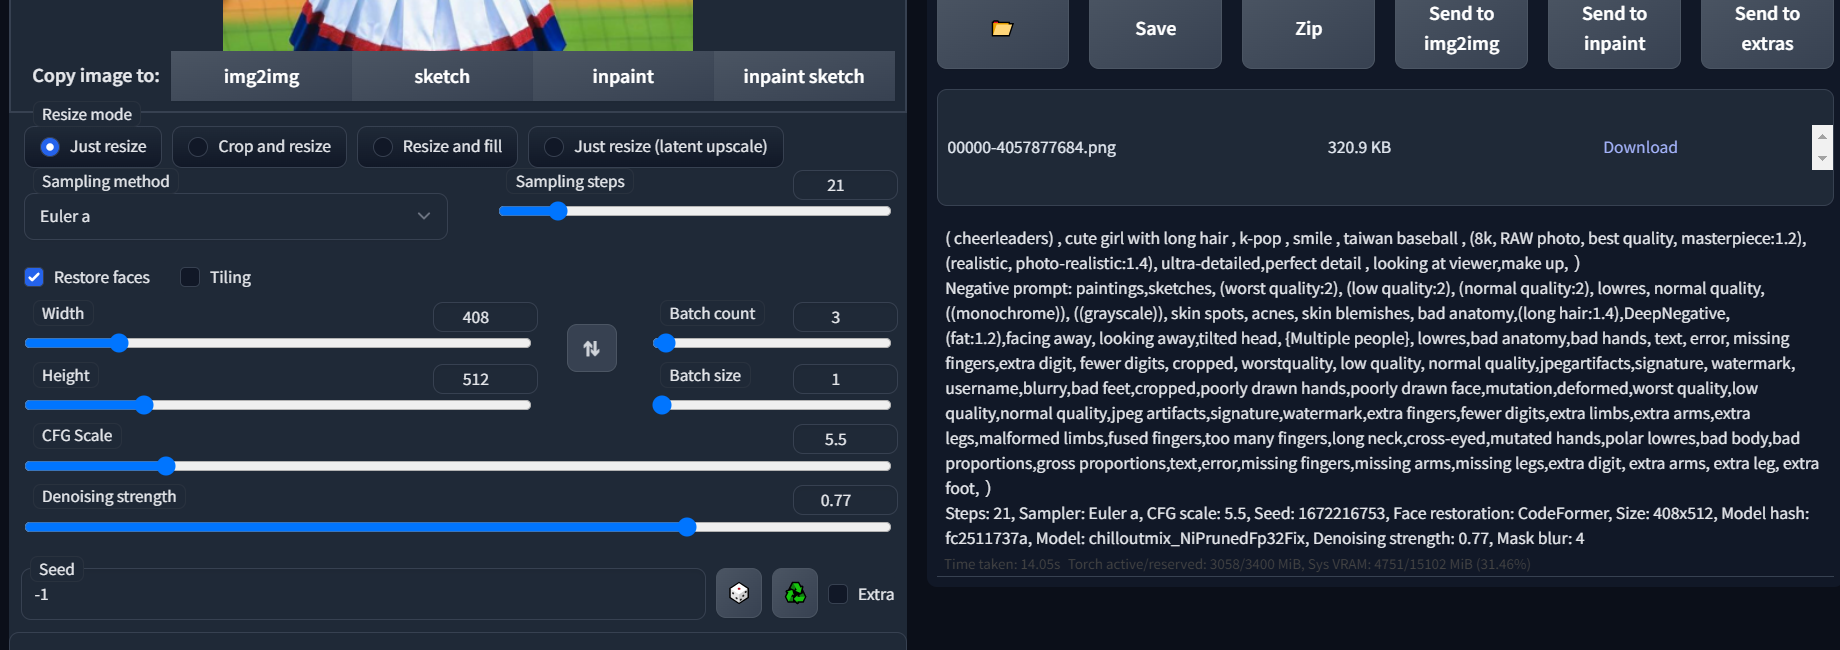 Copy image to:
img2img
sketch
inpaint
inpaint sketch
Resize mode
Just resize
Crop and resize
Resize and fill
Just resize (latent upscale)
Sampling method
Euler a
Sampling steps
21
Restore faces
Tiling
Width
408
Height
512
Batch count
3
Batch size
1
CFG Scale
5.5
Denoising strength
0.77
Seed
-1
Extra
Save
Zip
Send to
img2img
Send to
inpaint
Send to
extras
00000-4057877684.png 320.9 KB Download
( cheerleaders) , cute girl with long hair , k-pop , smile , taiwan baseball , (8k, RAW photo, best quality, masterpiece:1.2),
(realistic, photo-realistic:1.4), ultra-detailed,perfect detail , looking at viewer,make up, )
Negative prompt: paintings,sketches, (worst quality:2), (low quality:2), (normal quality:2), lowres, normal quality,
((monochrome)), ((grayscale)), skin spots, acnes, skin blemishes, bad anatomy,(long hair:1.4),DeepNegative,
(fat:1.2),facing away, looking away,tilted head, {Multiple people}, lowres,bad anatomy,bad hands, text, error, missing
fingers,extra digit, fewer digits, cropped, worstquality, low quality, normal quality,jpegartifacts,signature, watermark,
username,blurry,bad feet,cropped,poorly drawn hands,poorly drawn face,mutation,deformed,worst quality,low
quality,normal quality,jpeg artifacts,signature,watermark,extra fingers,fewer digits,extra limbs,extra arms,extra
legs,malformed limbs,fused fingers,too many fingers,long neck,cross-eyed,mutated hands,polar lowres,bad body,bad
proportions,gross proportions,text,error,missing fingers,missing arms,missing legs,extra digit, extra arms, extra leg, extra
foot, )
Steps: 21, Sampler: Euler a, CFG scale: 5.5, Seed: 1672216753, Face restoration: CodeFormer, Size: 408x512, Model hash:
fc2511737a, Model: chilloutmix_NiPrunedFp32Fix, Denoising strength: 0.77, Mask blur: 4
Time taken: 14.05s Torch active/reserved: 3058/3400 MiB, Sys VRAM: 4751/15102 MiB (31.46%)